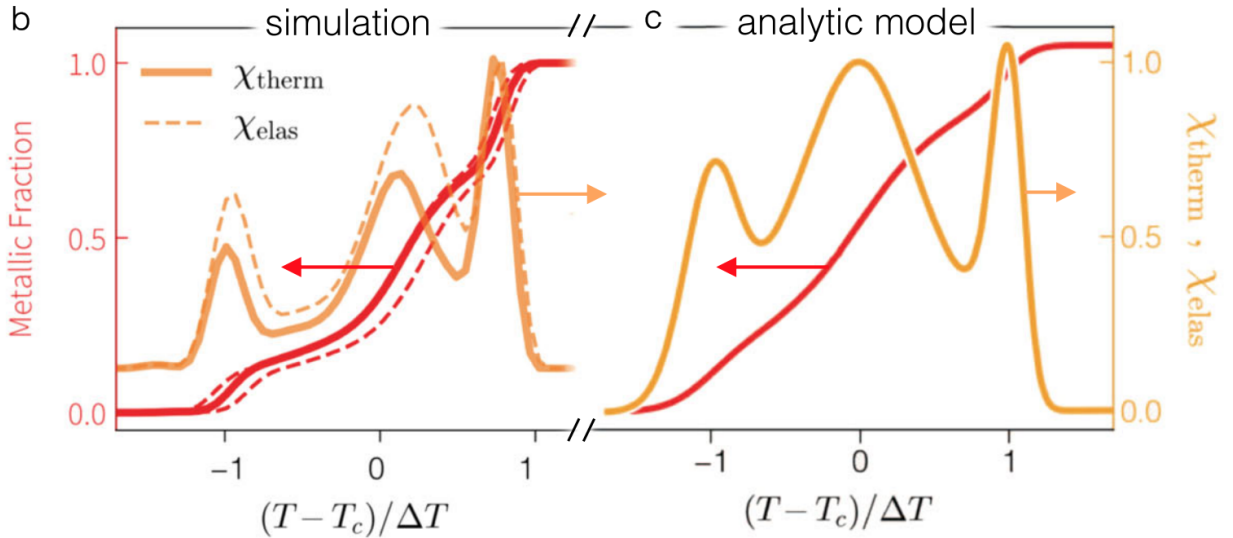 b
simulation
//
c
analytic model
1.0
0.5
0.0
Metallic Fraction
χtherm
χelas
−1
0
1
//
(T − Tc)/ΔT
−1
0
1
(T − Tc)/ΔT
1.0
0.5
0.0
χtherm , χelas